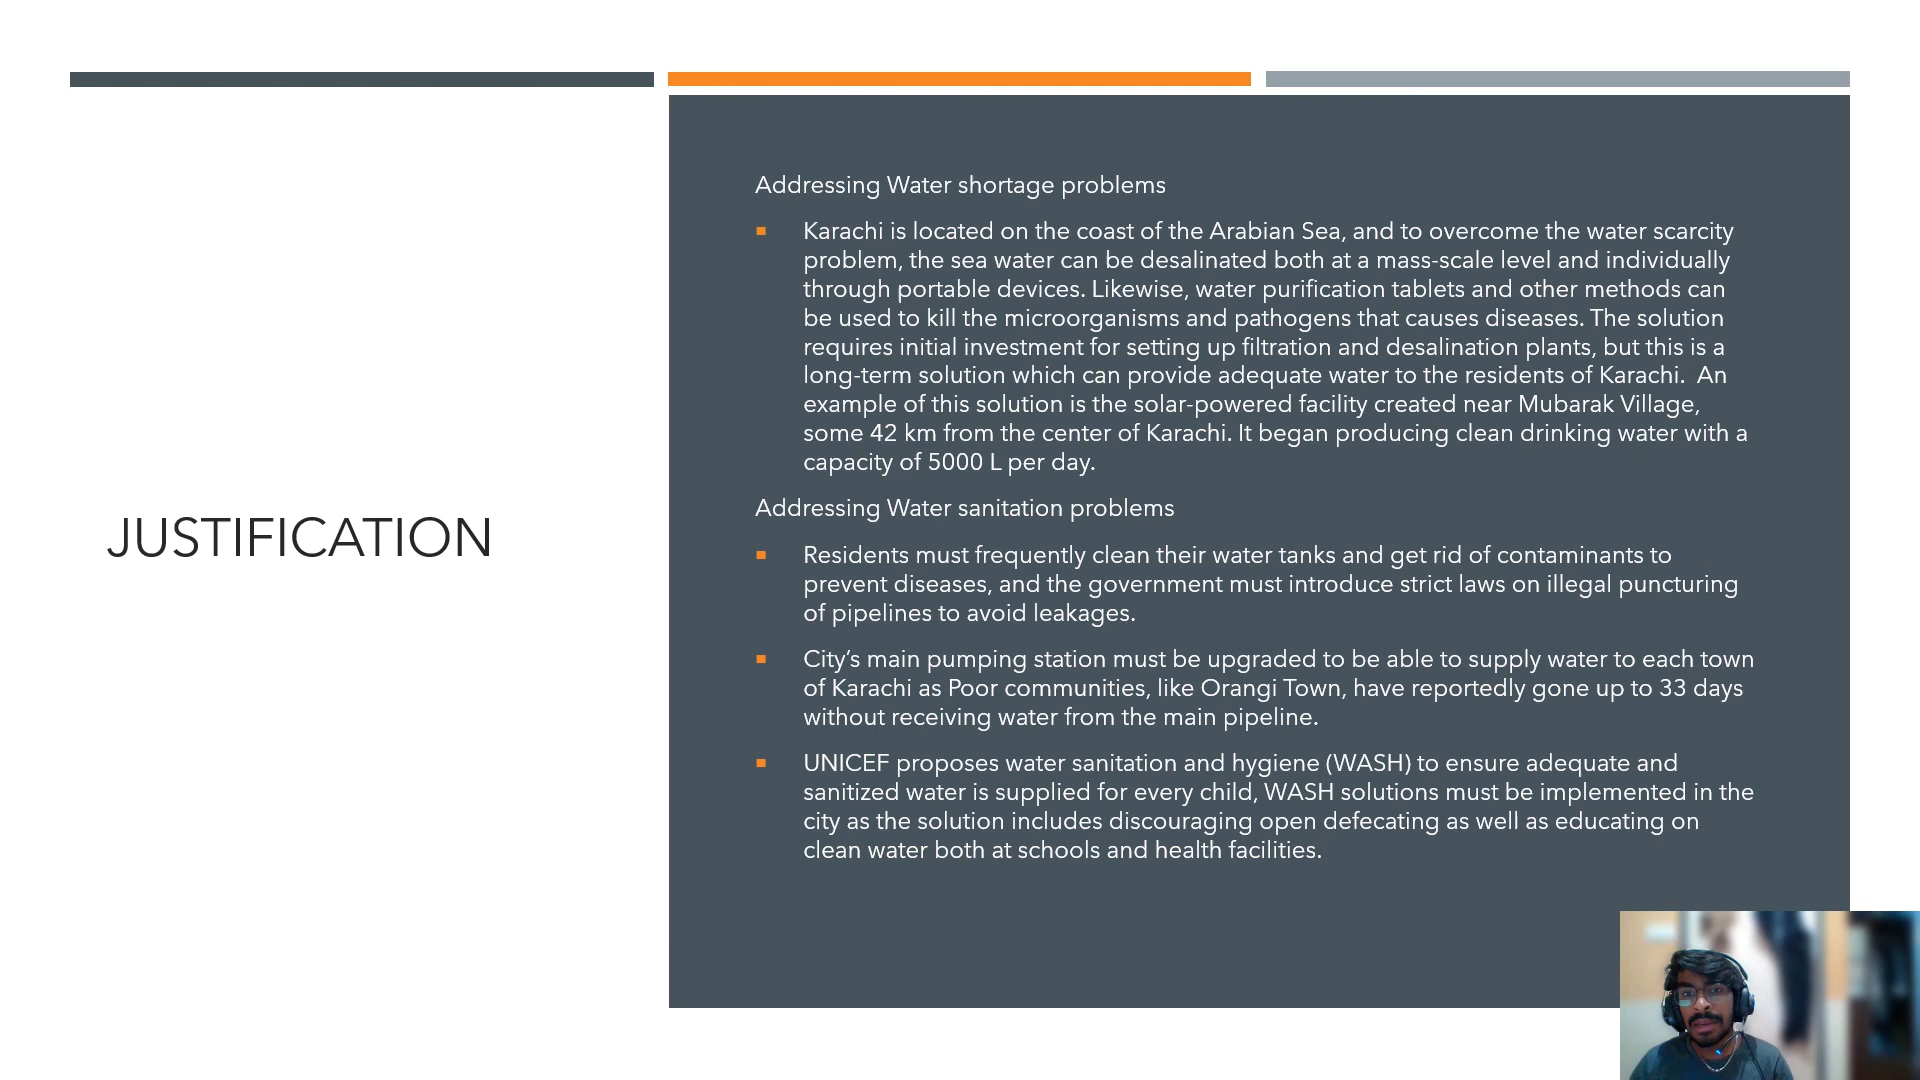 JUSTIFICATION
Addressing Water shortage problems
Karachi is located on the coast of the Arabian Sea, and to overcome the water scarcity
problem, the sea water can be desalinated both at a mass-scale level and individually
through portable devices. Likewise, water purification tablets and other methods can
be used to kill the microorganisms and pathogens that causes diseases. The solution
requires initial investment for setting up filtration and desalination plants, but this is a
long-term solution which can provide adequate water to the residents of Karachi.  An
example of this solution is the solar-powered facility created near Mubarak Village,
some 42 km from the center of Karachi. It began producing clean drinking water with a
capacity of 5000 L per day.
Addressing Water sanitation problems
Residents must frequently clean their water tanks and get rid of contaminants to
prevent diseases, and the government must introduce strict laws on illegal puncturing
of pipelines to avoid leakages.
City’s main pumping station must be upgraded to be able to supply water to each town
of Karachi as Poor communities, like Orangi Town, have reportedly gone up to 33 days
without receiving water from the main pipeline.
UNICEF proposes water sanitation and hygiene (WASH) to ensure adequate and
sanitized water is supplied for every child, WASH solutions must be implemented in the
city as the solution includes discouraging open defecating as well as educating on
clean water both at schools and health facilities.